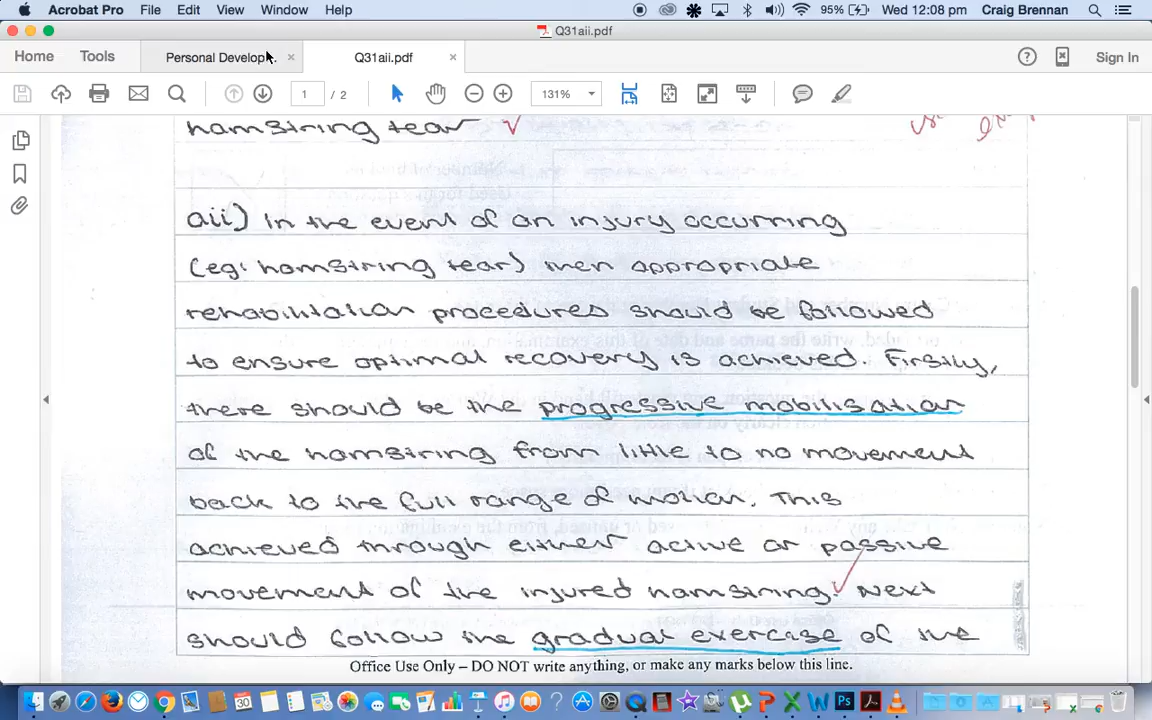 Acrobat Pro File Edit View Window Help 95% Wed 12:08 pm Craig Brennan
Q31aii.pdf
Home Tools Personal Develop... Q31aii.pdf Sign In
1 / 2 131%
hamstring tear
aii) In the event of an injury occurring
(eg: hamstring tear) then appropriate
rehabilitation procedures should be followed
to ensure optimal recovery is achieved. Firstly,
there should be the progressive mobilisation
of the hamstring from little to no movement
back to the full range of motion. This
achieved through either active or passive
movement of the injured hamstring. Next
should follow the gradual exercise of the
Office Use Only – DO NOT write anything, or make any marks below this line.